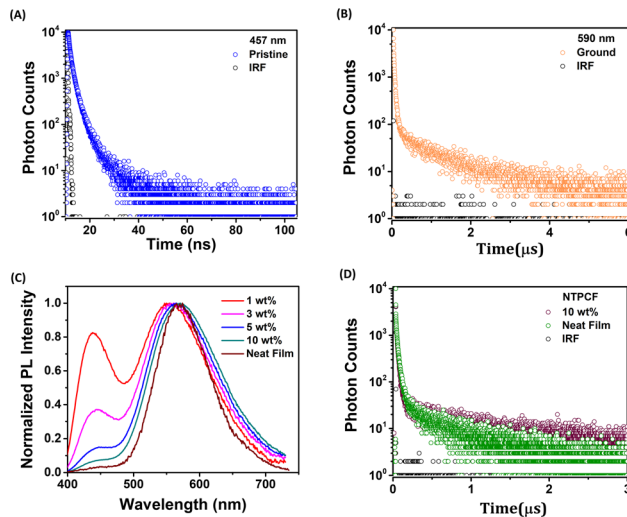 (A)
10⁴
10³
10²
10¹
10⁰
Photon Counts
457 nm
Pristine
IRF
20 40 60 80 100
Time (ns)
(B)
10⁴
10³
10²
10¹
10⁰
Photon Counts
590 nm
Ground
IRF
0 2 4 6
Time(μs)
(C)
1.0
0.8
0.6
0.4
0.2
0.0
Normalized PL Intensity
1 wt%
3 wt%
5 wt%
10 wt%
Neat Film
400 500 600 700
Wavelength (nm)
(D)
10⁴
10³
10²
10¹
10⁰
Photon Counts
NTPCF
10 wt%
Neat Film
IRF
0 1 2 3
Time(μs)